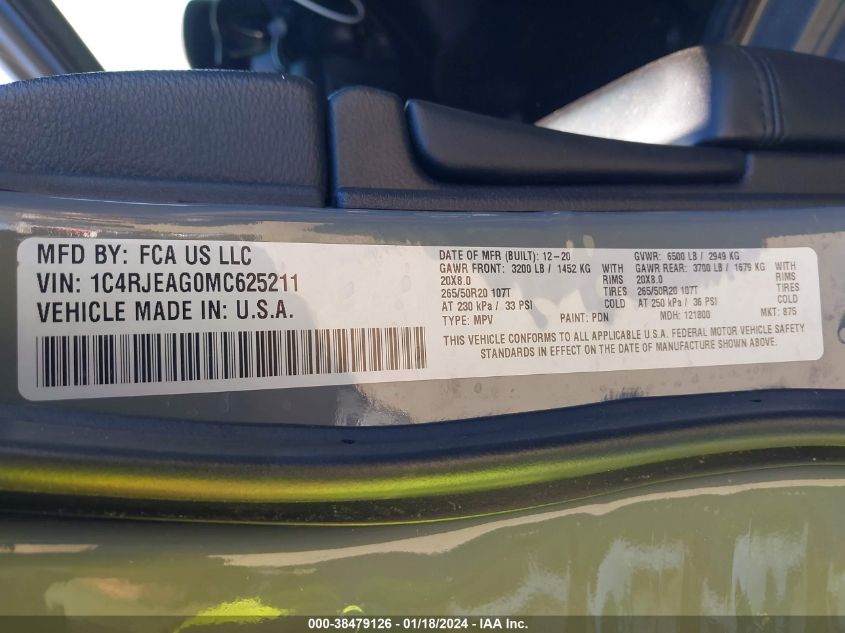 MFD BY: FCA US LLC
VIN: 1C4RJEAG0MC625211
VEHICLE MADE IN: U.S.A.
DATE OF MFR (BUILT): 12-20 GVWR: 6500 LB / 2949 KG
GAWR FRONT: 3200 LB / 1452 KG WITH GAWR REAR: 3700 LB / 1679 KG WITH
20X8.0 RIMS 20X8.0 RIMS
265/50R20 107T TIRES 265/50R20 107T TIRES
AT 230 kPa / 33 PSI COLD AT 250 kPa / 36 PSI COLD
TYPE: MPV PAINT: PDN MDH: 121800 MKT: 875
THIS VEHICLE CONFORMS TO ALL APPLICABLE U.S.A. FEDERAL MOTOR VEHICLE SAFETY
STANDARDS IN EFFECT ON THE DATE OF MANUFACTURE SHOWN ABOVE.
000-38479126 - 01/18/2024 - IAA Inc.